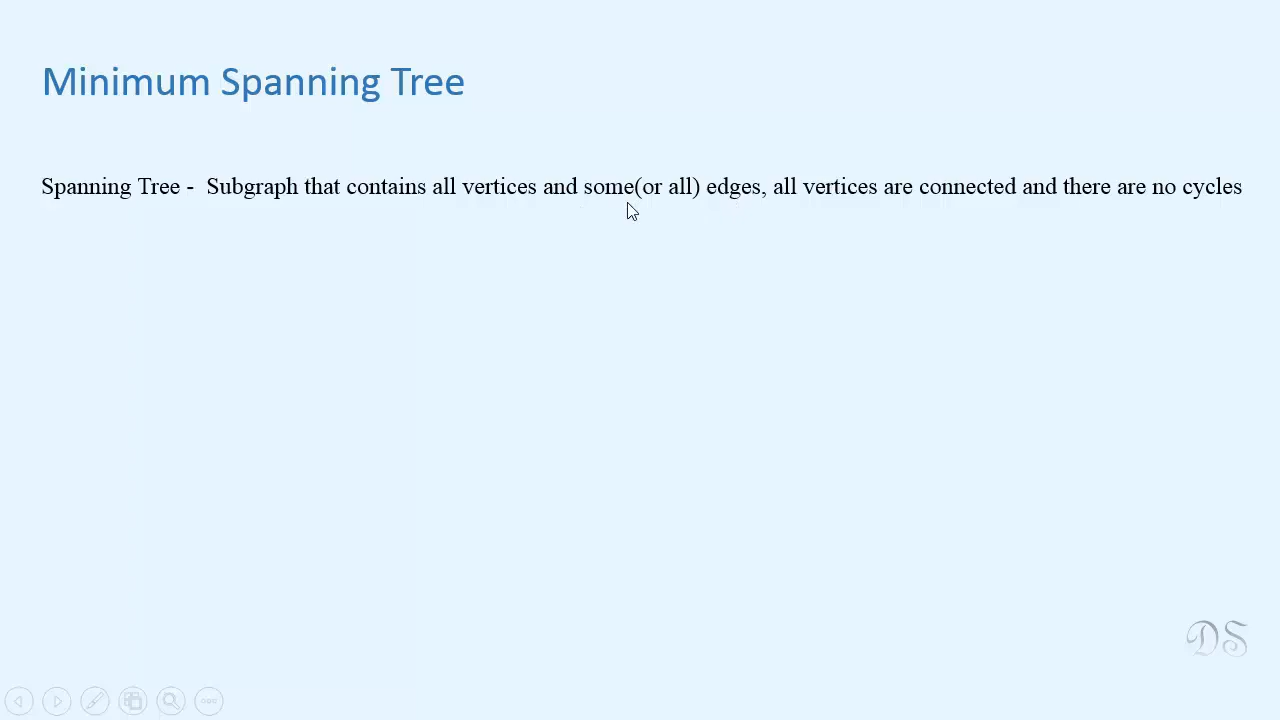 Minimum Spanning Tree
Spanning Tree - Subgraph that contains all vertices and some(or all) edges, all vertices are connected and there are no cycles
DS